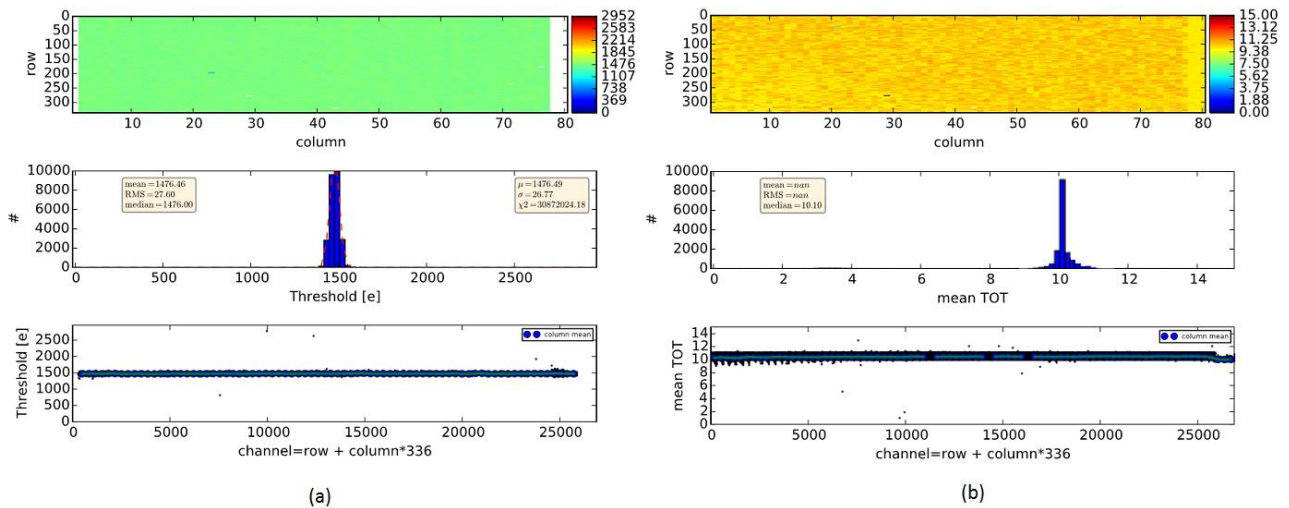 0
50
100
150
200
250
300
row
10 20 30 40 50 60 70 80
column
2952
2583
2214
1845
1476
1107
738
369
0
10000
8000
6000
4000
2000
0
#
mean=1476.46
RMS=27.60
median=1476.00
μ=1476.49
σ=26.77
χ2=30872024.18
0 500 1000 1500 2000 2500
Threshold [e]
2500
2000
1500
1000
500
0
Threshold [e]
column mean
0 5000 10000 15000 20000 25000
channel=row + column*336
(a)
0
50
100
150
200
250
300
row
10 20 30 40 50 60 70 80
column
15.00
13.12
11.25
9.38
7.50
5.62
3.75
1.88
0.00
10000
8000
6000
4000
2000
0
#
mean=nan
RMS=nan
median=10.10
0 2 4 6 8 10 12 14
mean TOT
14
12
10
8
6
4
2
0
mean TOT
column mean
0 5000 10000 15000 20000 25000
channel=row + column*336
(b)